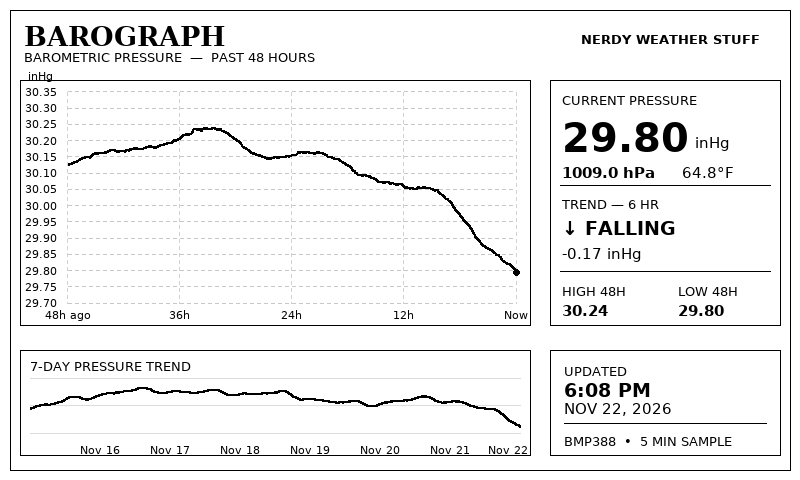 BAROGRAPH
BAROMETRIC PRESSURE — PAST 48 HOURS
NERDY WEATHER STUFF
inHg
30.35
30.30
30.25
30.20
30.15
30.10
30.05
30.00
29.95
29.90
29.85
29.80
29.75
29.70
48h ago 36h 24h 12h Now
CURRENT PRESSURE
29.80 inHg
1009.0 hPa 64.8°F
TREND — 6 HR
↓ FALLING
-0.17 inHg
HIGH 48H LOW 48H
30.24 29.80
7-DAY PRESSURE TREND
Nov 16 Nov 17 Nov 18 Nov 19 Nov 20 Nov 21 Nov 22
UPDATED
6:08 PM
NOV 22, 2026
BMP388 • 5 MIN SAMPLE